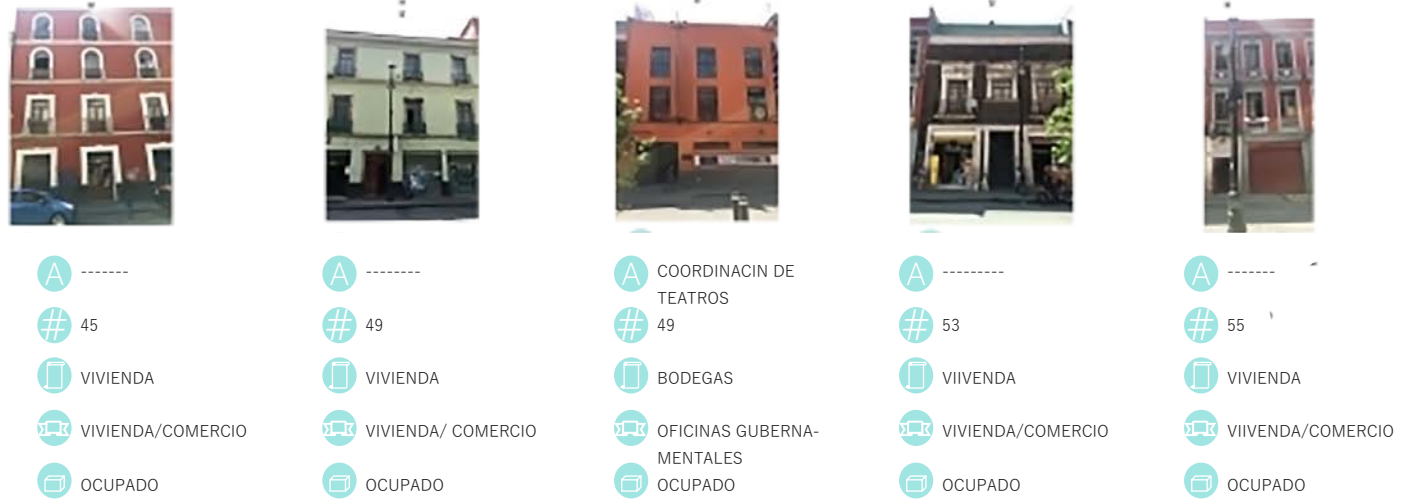 A -------
# 45
VIVIENDA
VIVIENDA/COMERCIO
OCUPADO
A --------
# 49
VIVIENDA
VIVIENDA/ COMERCIO
OCUPADO
A COORDINACIN DE
TEATROS
# 49
BODEGAS
OFICINAS GUBERNA-
MENTALES
OCUPADO
A ---------
# 53
VIIVENDA
VIVIENDA/COMERCIO
OCUPADO
A -------
# 55
VIVIENDA
VIIVENDA/COMERCIO
OCUPADO